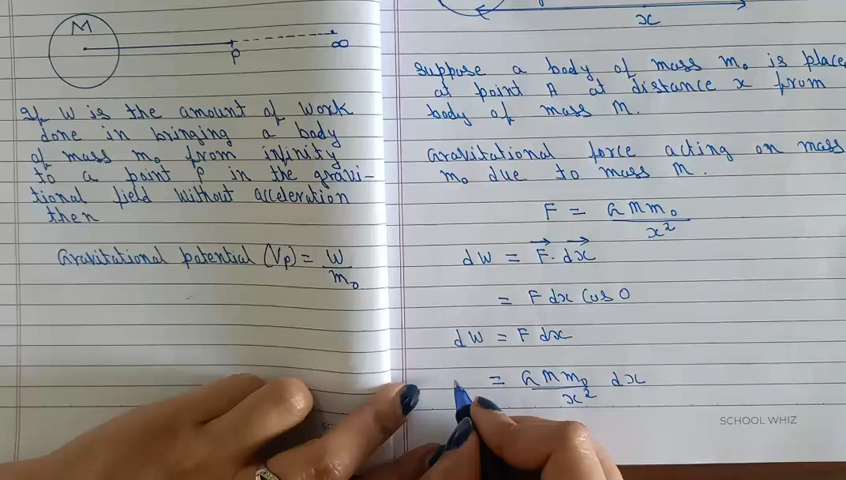 M
P
∞
If W is the amount of work
done in bringing a body
of mass m₀ from infinity
to a point P in the gravi-
tional field without acceleration
then
Gravitational potential (Vp) = W/m₀
x
Suppose a body of mass m₀ is place
at point A at distance x from
body of mass M.
Gravitational force acting on mass
m₀ due to mass M.
F = GMm₀/x²
dW = F⃗ . dx⃗
= F dx Cos 0
dW = F dx
= GMm₀/x² dx
SCHOOL WHIZ